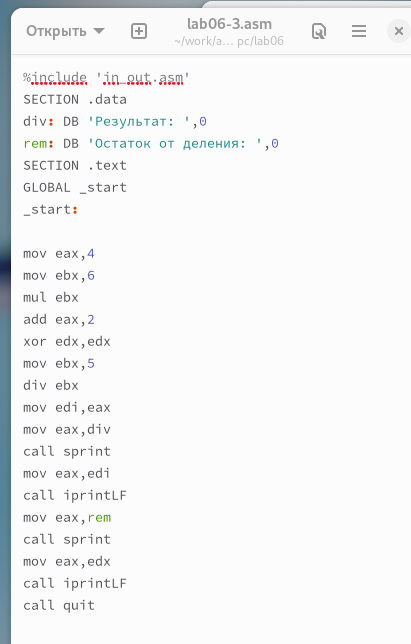 Открыть
lab06-3.asm
~/work/a... pc/lab06
%include 'in_out.asm'
SECTION .data
div: DB 'Результат: ',0
rem: DB 'Остаток от деления: ',0
SECTION .text
GLOBAL _start
_start:
mov eax,4
mov ebx,6
mul ebx
add eax,2
xor edx,edx
mov ebx,5
div ebx
mov edi,eax
mov eax,div
call sprint
mov eax,edi
call iprintLF
mov eax,rem
call sprint
mov eax,edx
call iprintLF
call quit